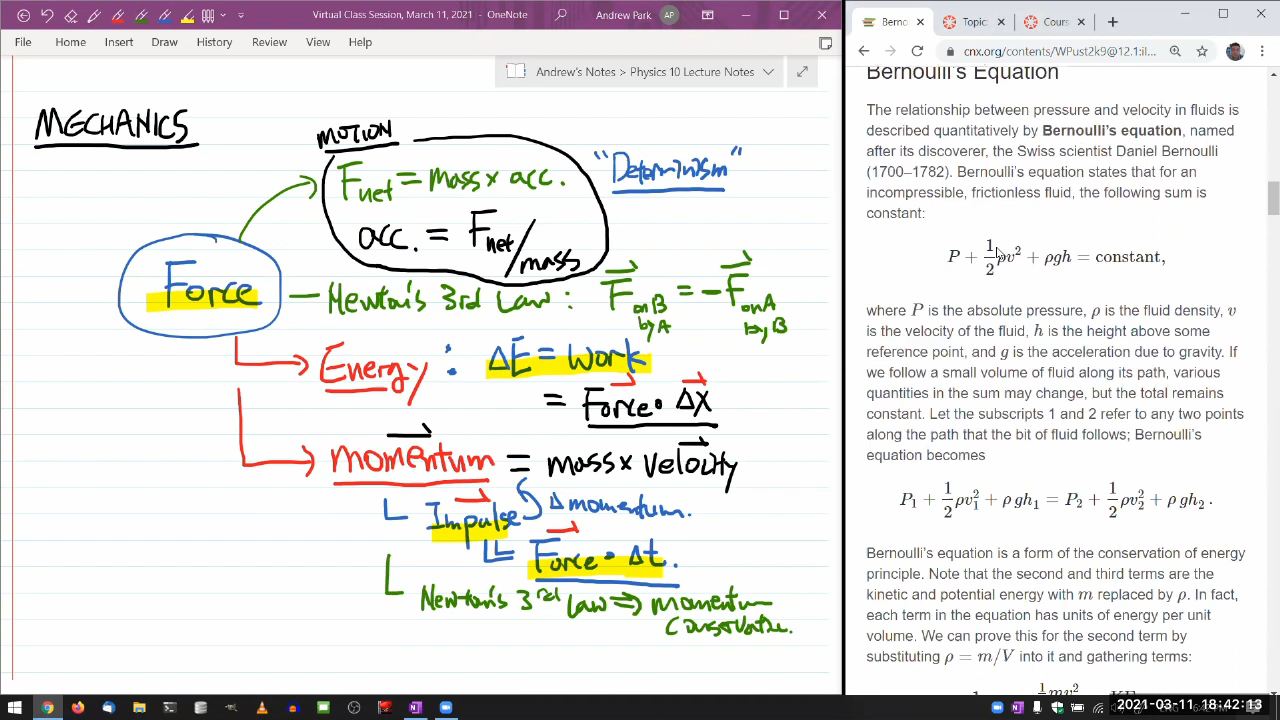 Virtual Class Session, March 11, 2021 - OneNote
Andrew Park
AP
File Home Insert Draw History Review View Help
Andrew's Notes > Physics 10 Lecture Notes
MECHANICS
MOTION
Fnet = mass x acc.
"Determinism"
acc. = Fnet/mass
Force
Newton's 3rd Law : F on B by A = - F on A by B
Energy : ΔE = Work
= Force • Δx
momentum = mass x velocity
Impulse Δmomentum.
Force • Δt.
Newton's 3rd Law ⇒ momentum
Conservation.
Berno
Topic
Cours
cnx.org/contents/WPust2k9@12.1:il...
Bernoulli's Equation
The relationship between pressure and velocity in fluids is
described quantitatively by Bernoulli's equation, named
after its discoverer, the Swiss scientist Daniel Bernoulli
(1700–1782). Bernoulli's equation states that for an
incompressible, frictionless fluid, the following sum is
constant:
P + 1/2 ρv² + ρgh = constant,
where P is the absolute pressure, ρ is the fluid density, v
is the velocity of the fluid, h is the height above some
reference point, and g is the acceleration due to gravity. If
we follow a small volume of fluid along its path, various
quantities in the sum may change, but the total remains
constant. Let the subscripts 1 and 2 refer to any two points
along the path that the bit of fluid follows; Bernoulli's
equation becomes
P₁ + 1/2 ρv₁² + ρ gh₁ = P₂ + 1/2 ρv₂² + ρ gh₂ .
Bernoulli's equation is a form of the conservation of energy
principle. Note that the second and third terms are the
kinetic and potential energy with m replaced by ρ. In fact,
each term in the equation has units of energy per unit
volume. We can prove this for the second term by
substituting ρ = m/V into it and gathering terms:
2021-03-11 18:42:13